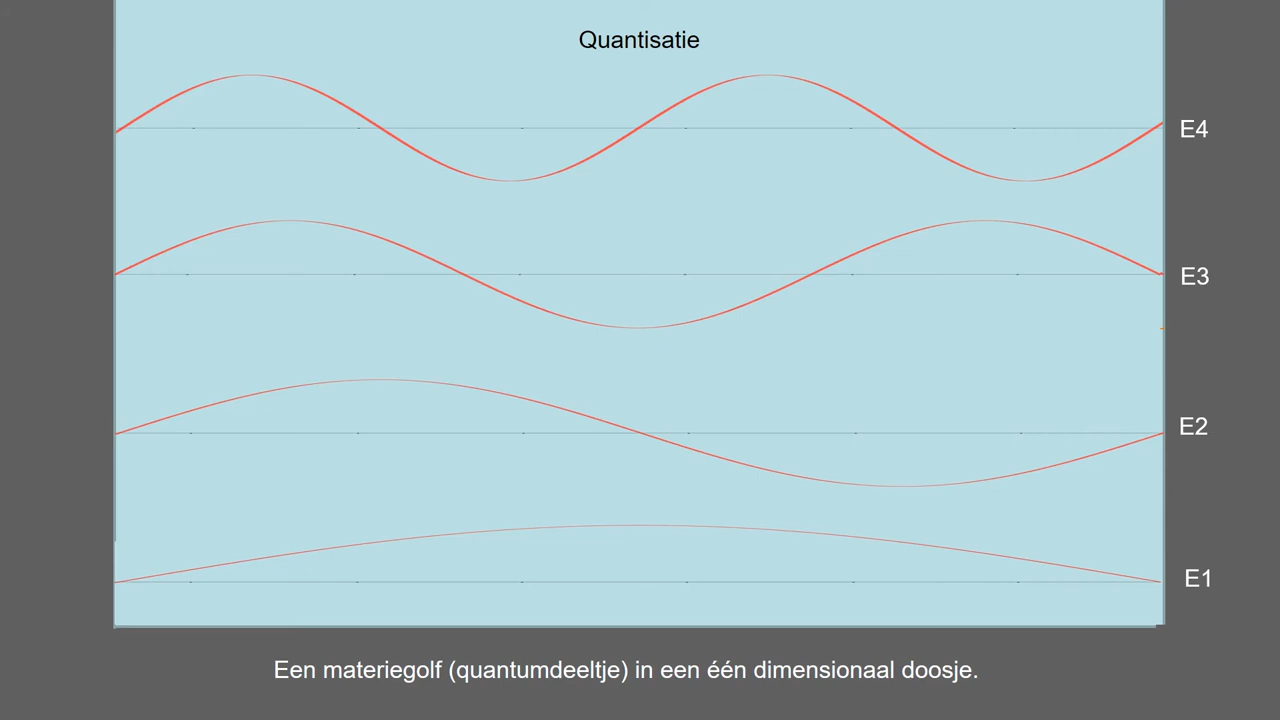 Quantisatie
E4
E3
E2
E1
Een materiegolf (quantumdeeltje) in een één dimensionaal doosje.